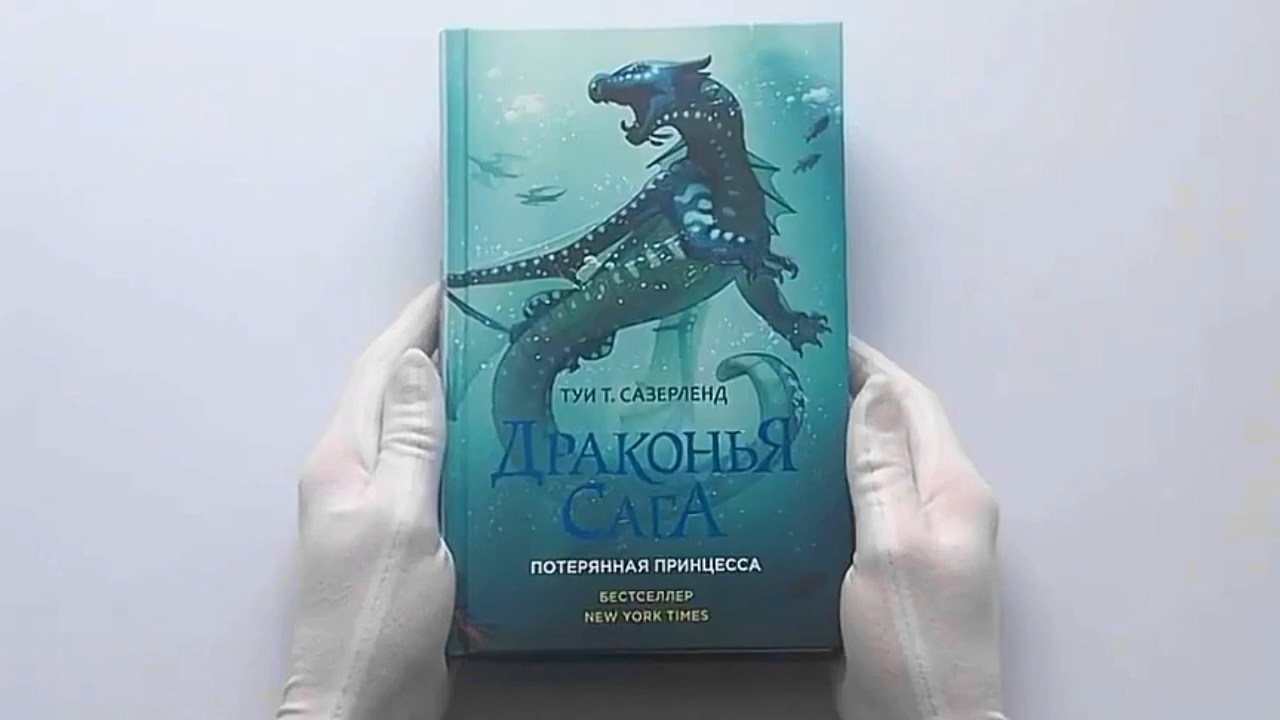 ТУИ Т. САЗЕРЛЕНД
ДРАКОНЬЯ
САГА
ПОТЕРЯННАЯ ПРИНЦЕССА
БЕСТСЕЛЛЕР
NEW YORK TIMES